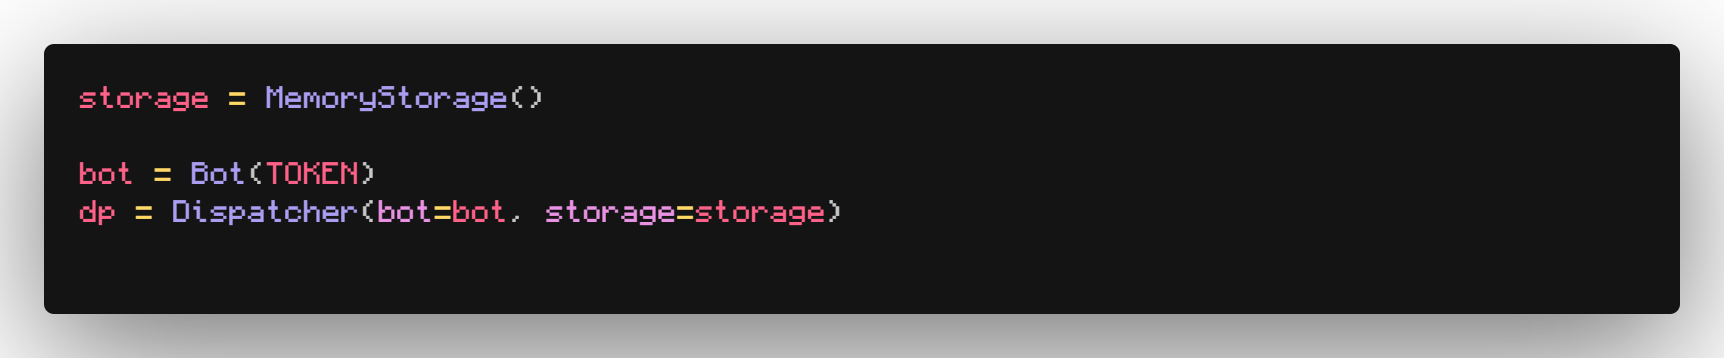 storage = MemoryStorage()
bot = Bot(TOKEN)
dp = Dispatcher(bot=bot, storage=storage)